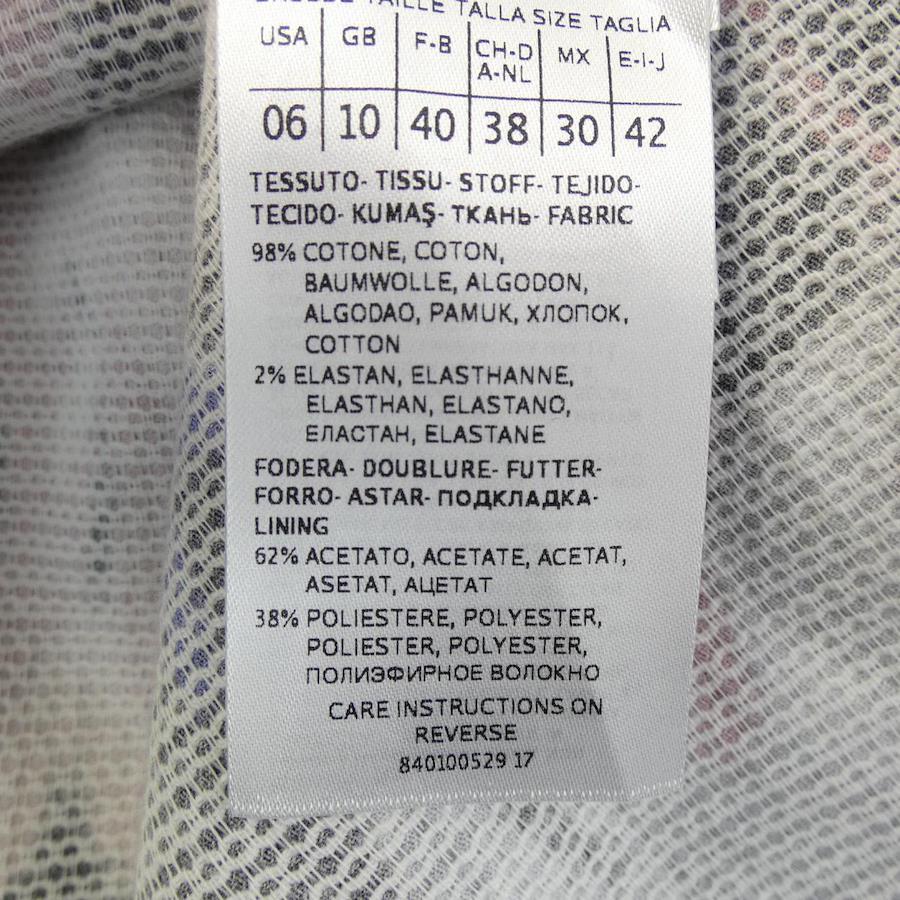 TAILLE TALLA SIZE TAGLIA
USA GB F-B CH-D A-NL MX E-I-J
06 10 40 38 30 42
TESSUTO- TISSU- STOFF- TEJIDO-
TECIDO- KUMAŞ- ТКАНЬ- FABRIC
98% COTONE, COTON,
BAUMWOLLE, ALGODON,
ALGODAO, PAMUK, ХЛОПОК,
COTTON
2% ELASTAN, ELASTHANNE,
ELASTHAN, ELASTANO,
ЕЛАСТАН, ELASTANE
FODERA- DOUBLURE- FUTTER-
FORRO- ASTAR- ПОДКЛАДКА-
LINING
62% ACETATO, ACETATE, ACETAT,
ASETAT, АЦЕТАТ
38% POLIESTERE, POLYESTER,
POLIESTER, POLYESTER,
ПОЛИЭФИРНОЕ ВОЛОКНО
CARE INSTRUCTIONS ON
REVERSE
840100529 17